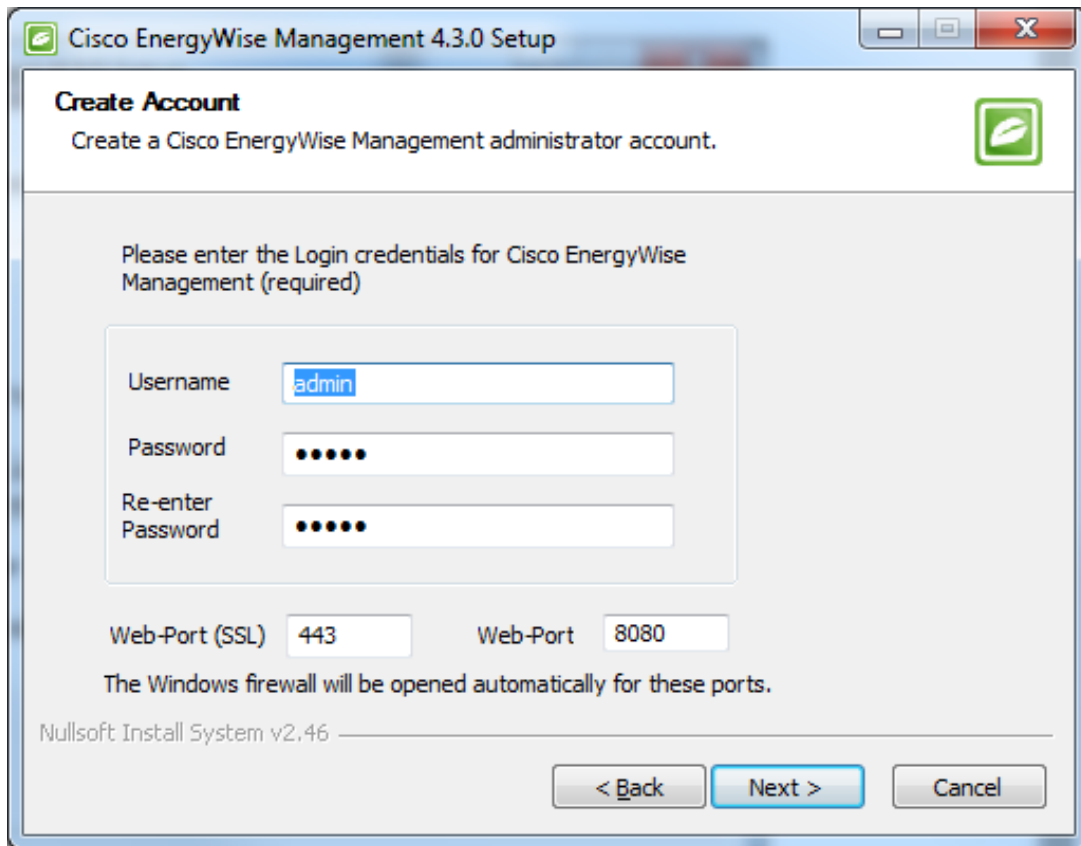 Cisco EnergyWise Management 4.3.0 Setup
Create Account
Create a Cisco EnergyWise Management administrator account.
Please enter the Login credentials for Cisco EnergyWise
Management (required)
Username admin
Password •••••
Re-enter
Password •••••
Web-Port (SSL) 443 Web-Port 8080
The Windows firewall will be opened automatically for these ports.
Nullsoft Install System v2.46
< Back Next > Cancel